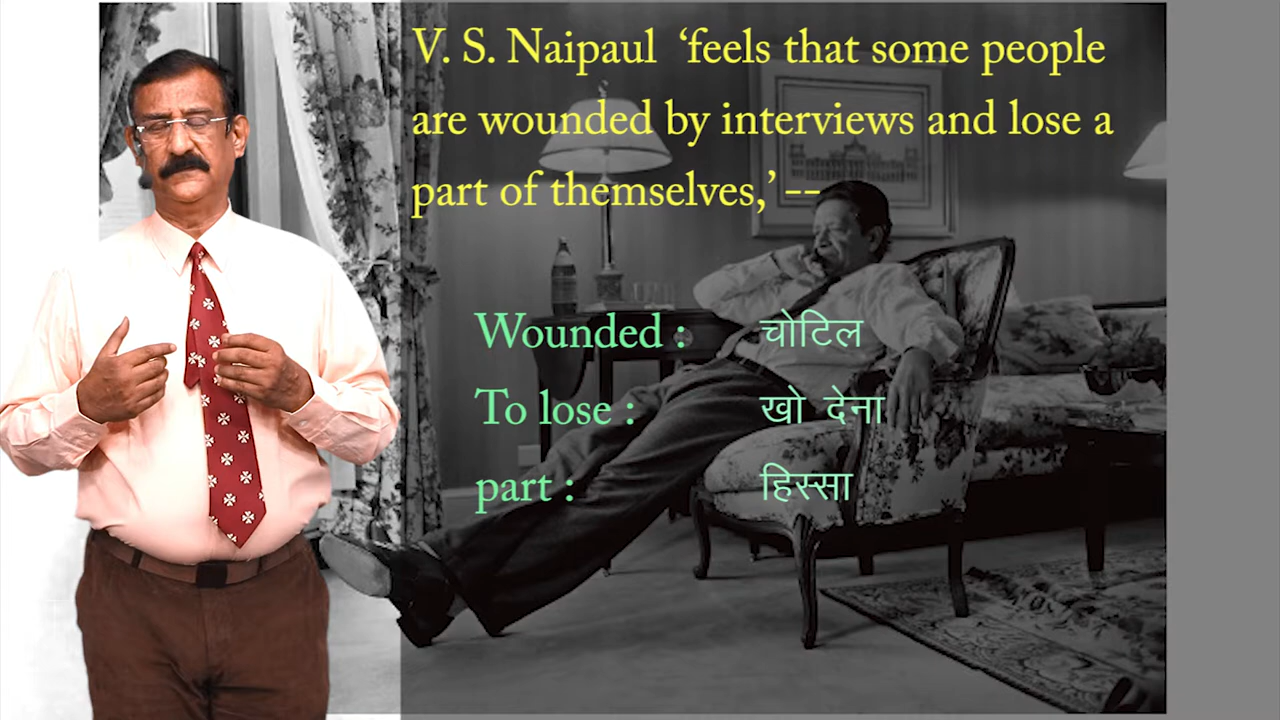 V. S. Naipaul ‘feels that some people
are wounded by interviews and lose a
part of themselves,’ --
Wounded : चोटिल
To lose : खो देना
part : हिस्सा